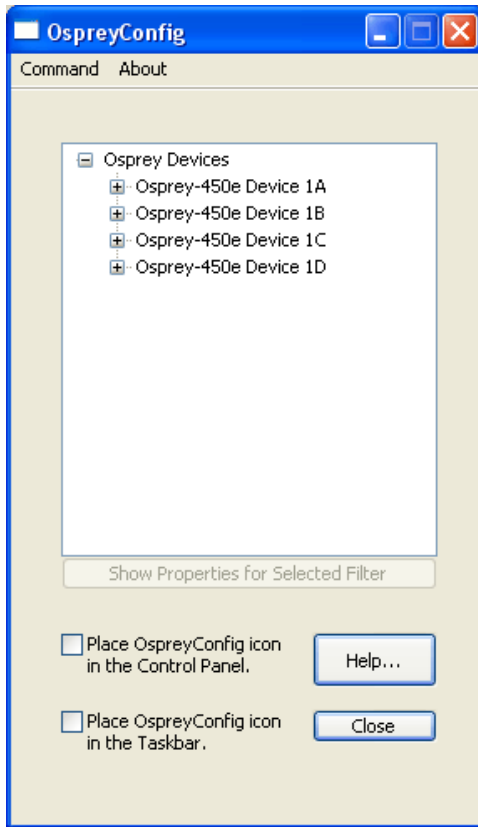 OspreyConfig
Command About
Osprey Devices
Osprey-450e Device 1A
Osprey-450e Device 1B
Osprey-450e Device 1C
Osprey-450e Device 1D
Show Properties for Selected Filter
Place OspreyConfig icon
in the Control Panel.
Help...
Place OspreyConfig icon
in the Taskbar.
Close